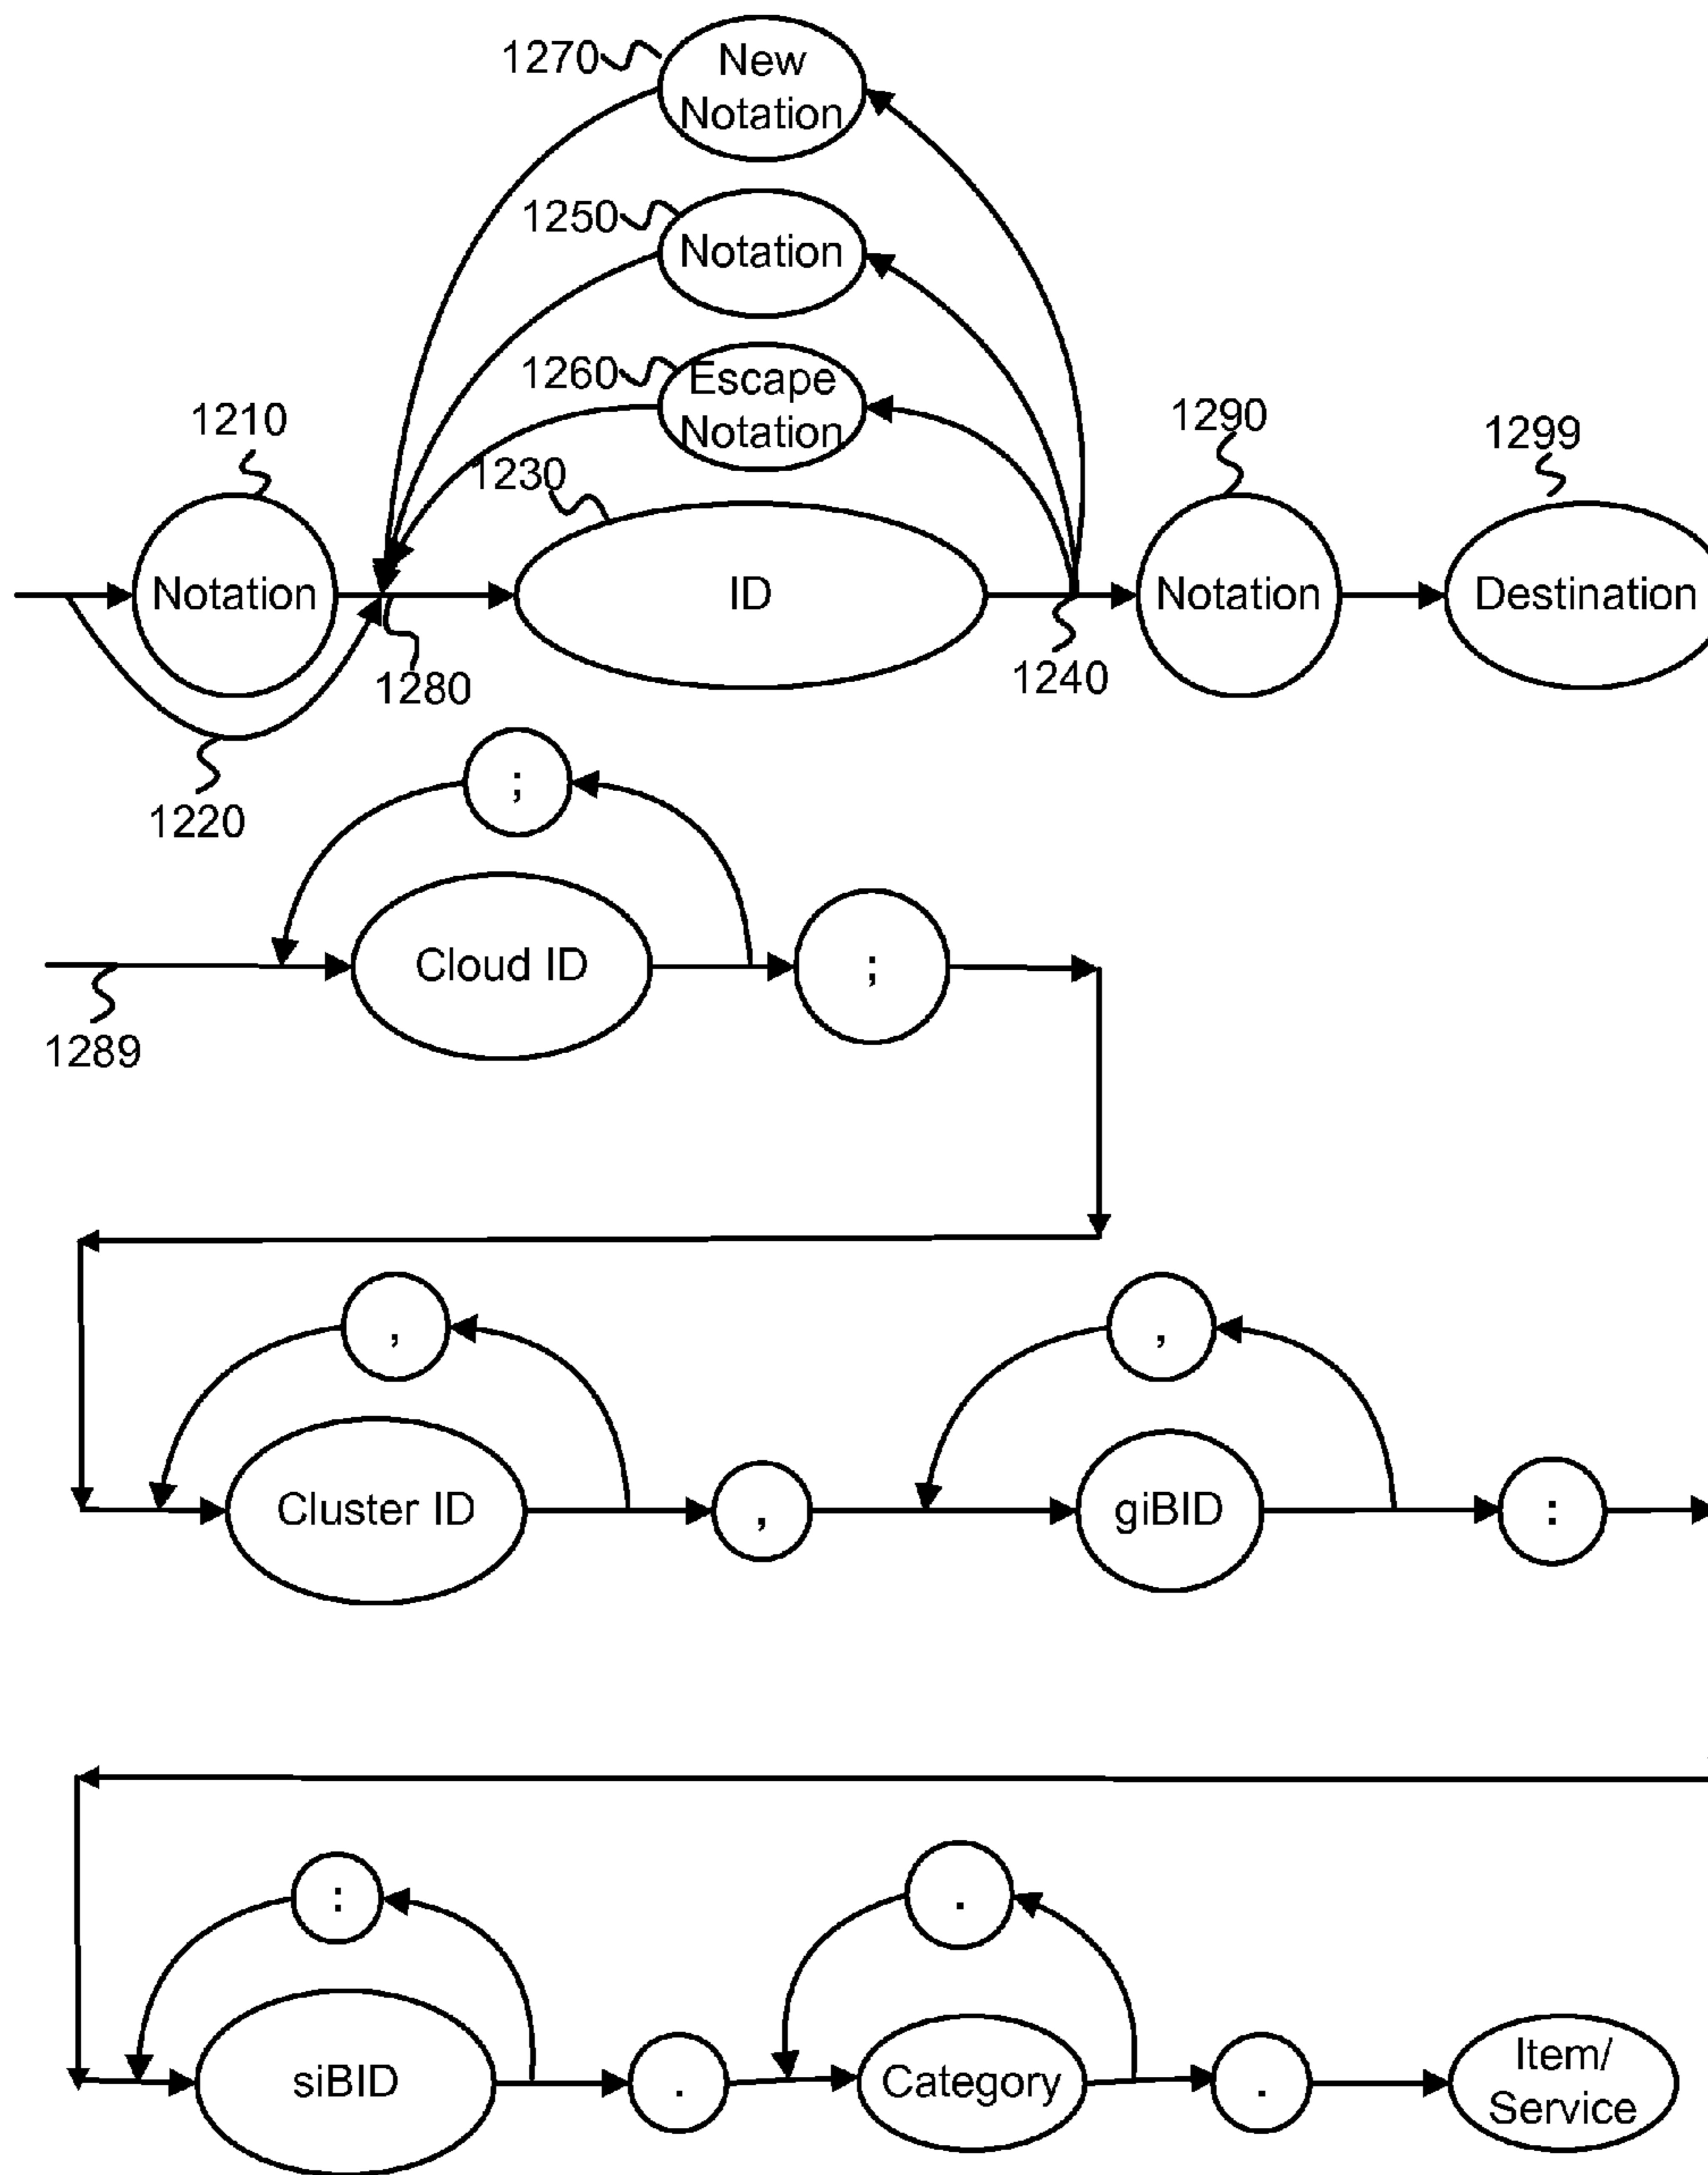 1270
New
Notation
1250
Notation
1260
Escape
Notation
1210
1230
1290
1299
Notation
ID
Notation
Destination
1280
1240
1220
;
Cloud ID
;
1289
,
,
Cluster ID
,
giBID
:
:
.
siBID
.
Category
.
Item/
Service